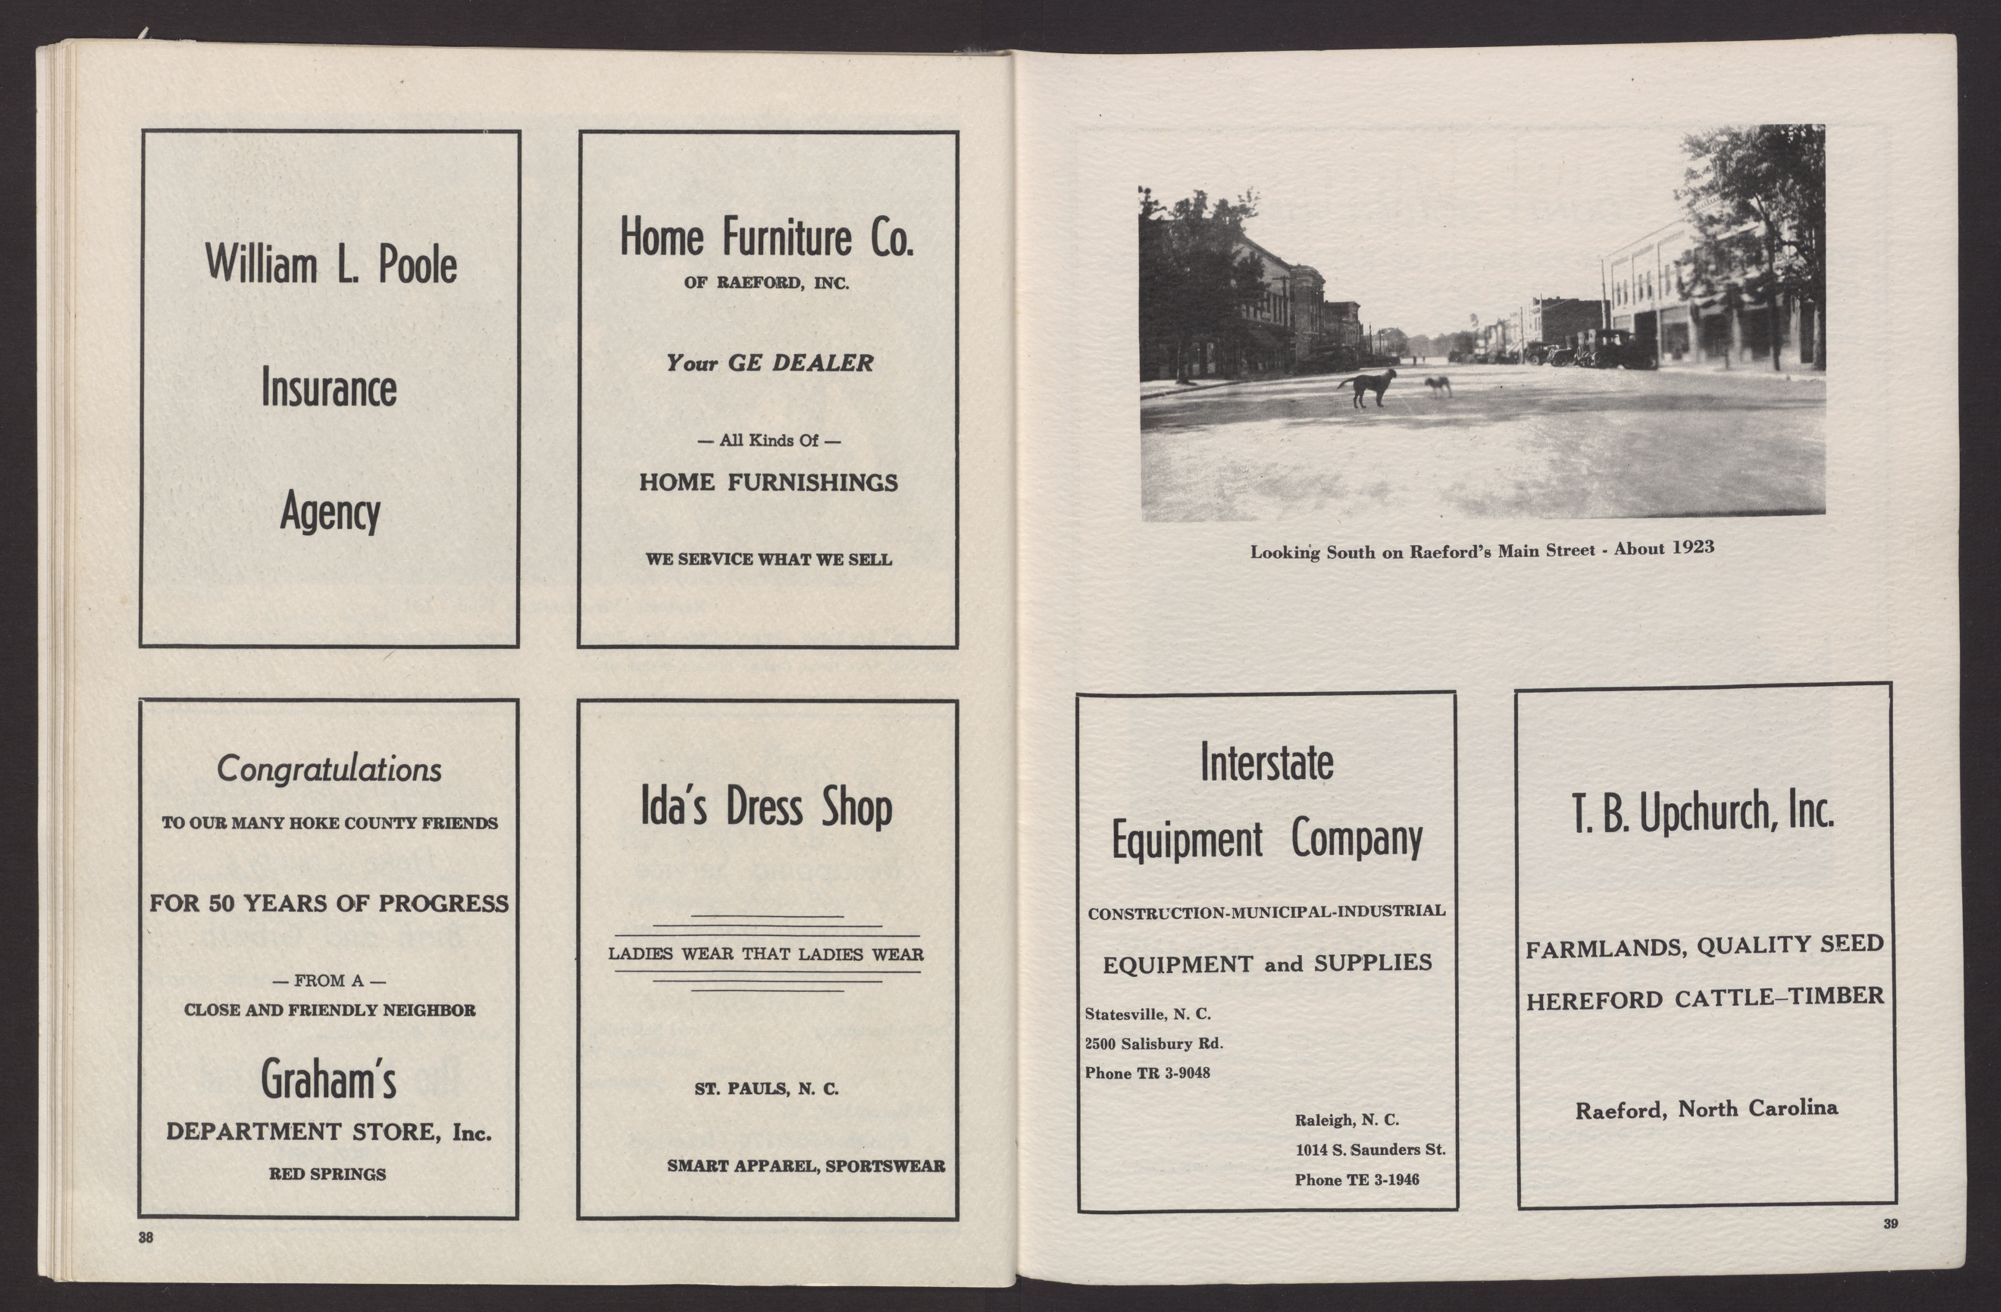 William L. Poole
Insurance
Agency
Home Furniture Co.
OF RAEFORD, INC.
Your GE DEALER
— All Kinds Of —
HOME FURNISHINGS
WE SERVICE WHAT WE SELL
Congratulations
TO OUR MANY HOKE COUNTY FRIENDS
FOR 50 YEARS OF PROGRESS
— FROM A —
CLOSE AND FRIENDLY NEIGHBOR
Graham's
DEPARTMENT STORE, Inc.
RED SPRINGS
Ida's Dress Shop
LADIES WEAR THAT LADIES WEAR
ST. PAULS, N. C.
SMART APPAREL, SPORTSWEAR
38
Looking South on Raeford's Main Street - About 1923
Interstate
Equipment Company
CONSTRUCTION-MUNICIPAL-INDUSTRIAL
EQUIPMENT and SUPPLIES
Statesville, N. C.
2500 Salisbury Rd.
Phone TR 3-9048
Raleigh, N. C.
1014 S. Saunders St.
Phone TE 3-1946
T. B. Upchurch, Inc.
FARMLANDS, QUALITY SEED
HEREFORD CATTLE–TIMBER
Raeford, North Carolina
39